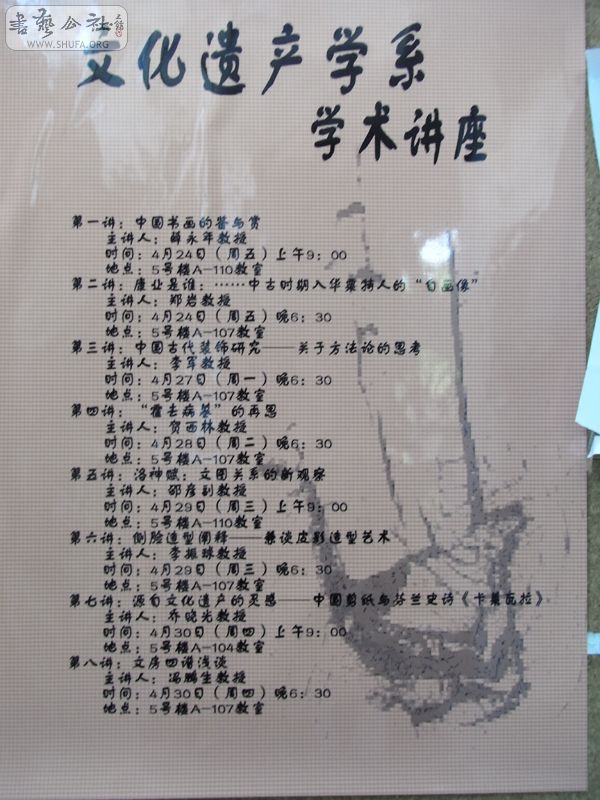 書藝公社
WWW.SHUFA.ORG
文化遗产学系
学术讲座
第一讲：中国书画的鉴与赏
主讲人：薛永年教授
时间：4月24日（周五）上午9：00
地点：5号楼A-110教室
第二讲：康业是谁：……中古时期入华粟特人的“自画像”
主讲人：郑岩教授
时间：4月24日（周五）晚6：30
地点：5号楼A-107教室
第三讲：中国古代装饰研究——关于方法论的思考
主讲人：李军教授
时间：4月27日（周一）晚6：30
地点：5号楼A-107教室
第四讲：“霍去病墓”的再思
主讲人：贺西林教授
时间：4月28日（周二）晚6：30
地点：5号楼A-107教室
第五讲：洛神赋：文图关系的新观察
主讲人：邵彦副教授
时间：4月29日（周三）上午9：00
地点：5号楼A-110教室
第六讲：侧脸造型阐释——兼谈皮影造型艺术
主讲人：李振球教授
时间：4月29日（周三）晚6：30
地点：5号楼A-107教室
第七讲：源自文化遗产的灵感——中国剪纸与芬兰史诗《卡莱瓦拉》
主讲人：乔晓光教授
时间：4月30日（周四）上午9：00
地点：5号楼A-104教室
第八讲：文房四谱浅谈
主讲人：冯鹏生教授
时间：4月30日（周四）晚6：30
地点：5号楼A-107教室